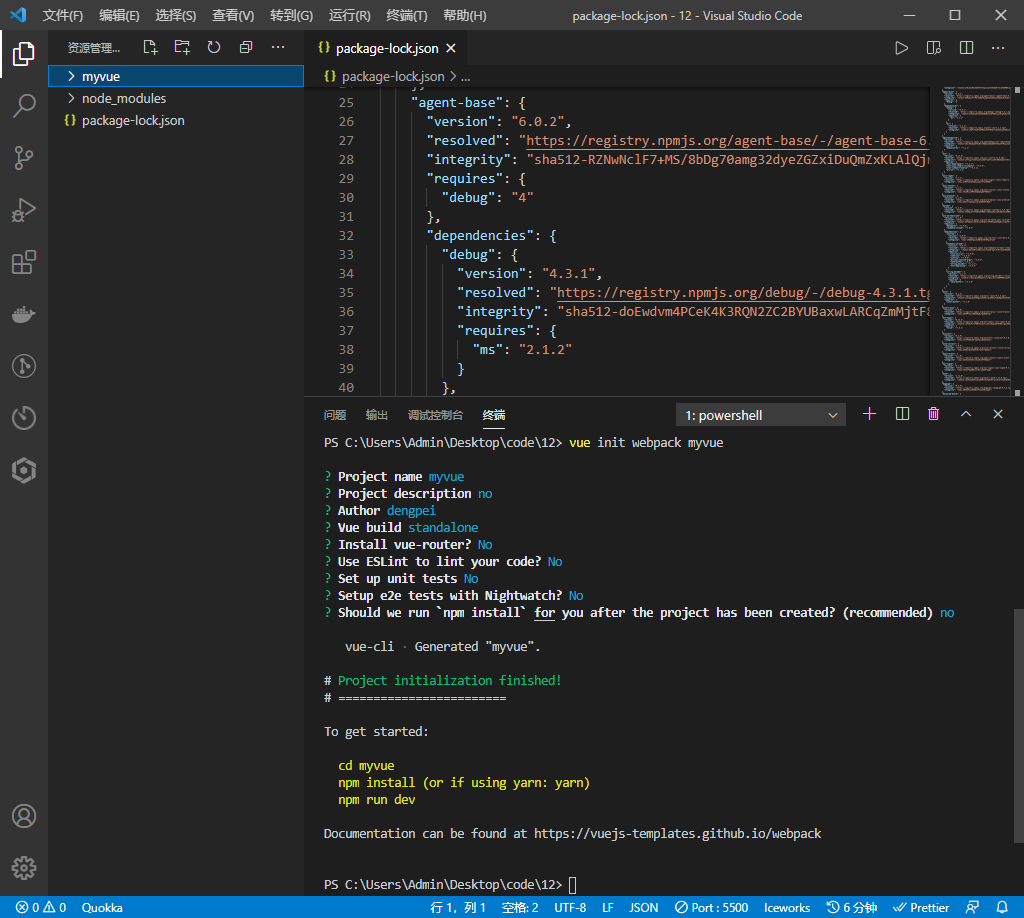 文件(F) 编辑(E) 选择(S) 查看(V) 转到(G) 运行(R) 终端(T) 帮助(H) package-lock.json - 12 - Visual Studio Code
资源管理...
myvue
node_modules
{} package-lock.json
{} package-lock.json ×
{} package-lock.json > ...
25 "agent-base": {
26 "version": "6.0.2",
27 "resolved": "https://registry.npmjs.org/agent-base/-/agent-base-6
28 "integrity": "sha512-RZNwNclF7+MS/8bDg70amg32dyeZGZxiDuQmZxKLAlQj
29 "requires": {
30 "debug": "4"
31 },
32 "dependencies": {
33 "debug": {
34 "version": "4.3.1",
35 "resolved": "https://registry.npmjs.org/debug/-/debug-4.3.1.tg
36 "integrity": "sha512-doEwdvm4PCeK4K3RQN2ZC2BYUBaxwLARCqZmMjtF8
37 "requires": {
38 "ms": "2.1.2"
39 }
40 },
问题 输出 调试控制台 终端 1: powershell
PS C:\Users\Admin\Desktop\code\12> vue init webpack myvue
? Project name myvue
? Project description no
? Author dengpei
? Vue build standalone
? Install vue-router? No
? Use ESLint to lint your code? No
? Set up unit tests No
? Setup e2e tests with Nightwatch? No
? Should we run `npm install` for you after the project has been created? (recommended) no
vue-cli · Generated "myvue".
# Project initialization finished!
# ========================
To get started:
cd myvue
npm install (or if using yarn: yarn)
npm run dev
Documentation can be found at https://vuejs-templates.github.io/webpack
PS C:\Users\Admin\Desktop\code\12>
0 0 Quokka 行 1，列 1 空格: 2 UTF-8 LF JSON Port : 5500 Iceworks 6 分钟 Prettier